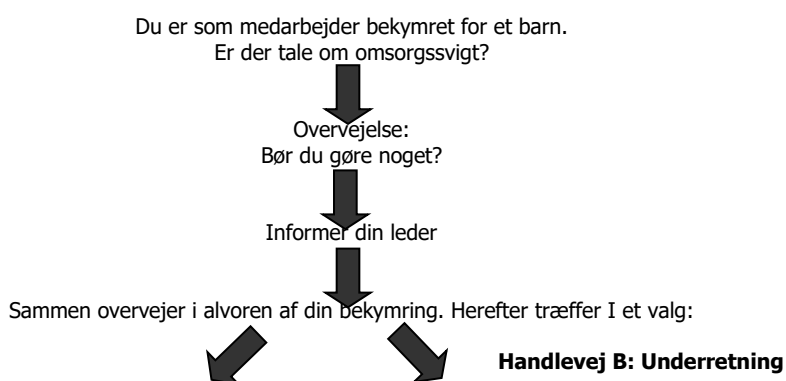 Du er som medarbejder bekymret for et barn.
Er der tale om omsorgssvigt?
Overvejelse:
Bør du gøre noget?
Informer din leder
Sammen overvejer i alvoren af din bekymring. Herefter træffer I et valg:
Handlevej B: Underretning